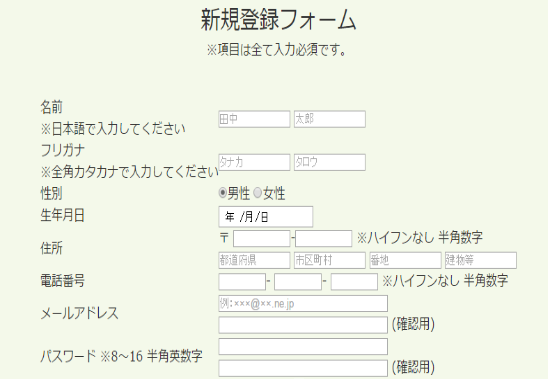 新規登録フォーム
※項目は全て入力必須です。
名前
※日本語で入力してください
田中 太郎
フリガナ
※全角カタカナで入力してください
タナカ タロウ
性別 男性 女性
生年月日 年 /月/日
住所 〒 - ※ハイフンなし 半角数字
都道府県 市区町村 番地 建物等
電話番号 - - ※ハイフンなし 半角数字
メールアドレス 例:×××@××.ne.jp
(確認用)
パスワード ※8～16 半角英数字
(確認用)